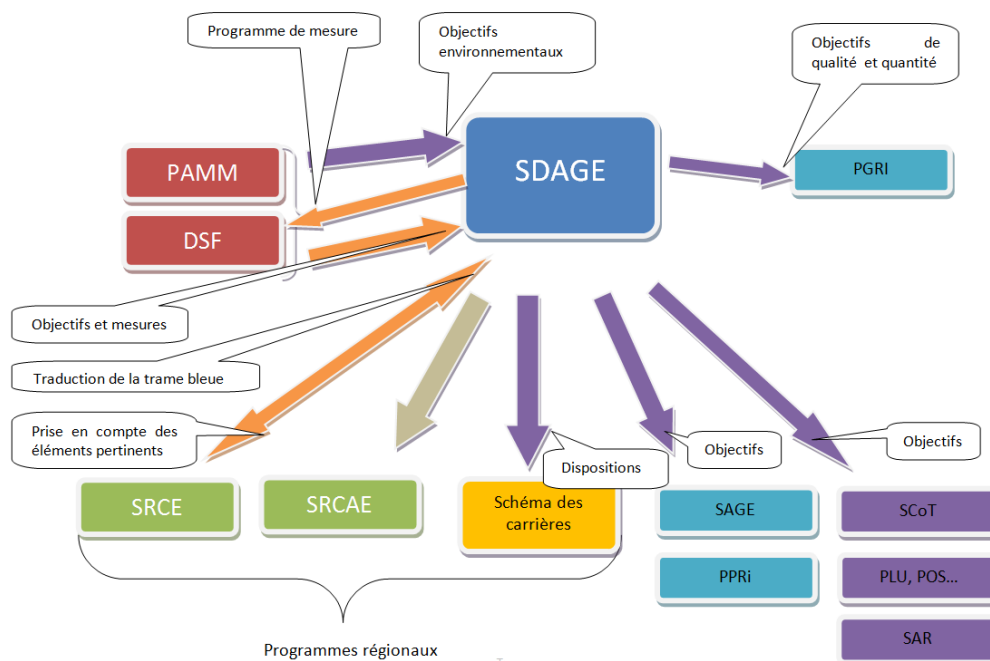 Programme de mesure
Objectifs
environnementaux
Objectifs de
qualité et quantité
PAMM
SDAGE
PGRI
DSF
Objectifs et mesures
Traduction de la trame bleue
Prise en compte des
éléments pertinents
Dispositions
Objectifs
Objectifs
SRCE
SRCAE
Schéma des
carrières
SAGE
SCoT
PPRi
PLU, POS...
SAR
Programmes régionaux